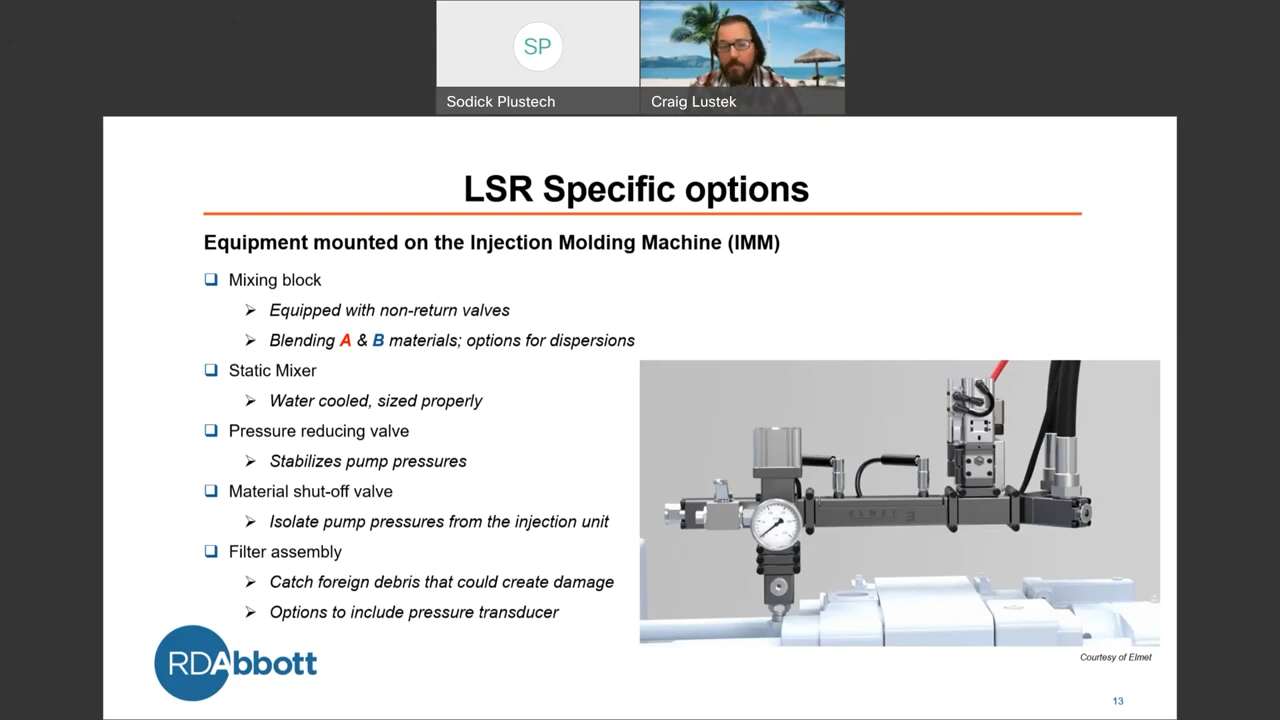 SP
Sodick Plustech
Craig Lustek
LSR Specific options
Equipment mounted on the Injection Molding Machine (IMM)
Mixing block
Equipped with non-return valves
Blending A & B materials; options for dispersions
Static Mixer
Water cooled, sized properly
Pressure reducing valve
Stabilizes pump pressures
Material shut-off valve
Isolate pump pressures from the injection unit
Filter assembly
Catch foreign debris that could create damage
Options to include pressure transducer
ELMET
RDAbbott
Courtesy of Elmet
13